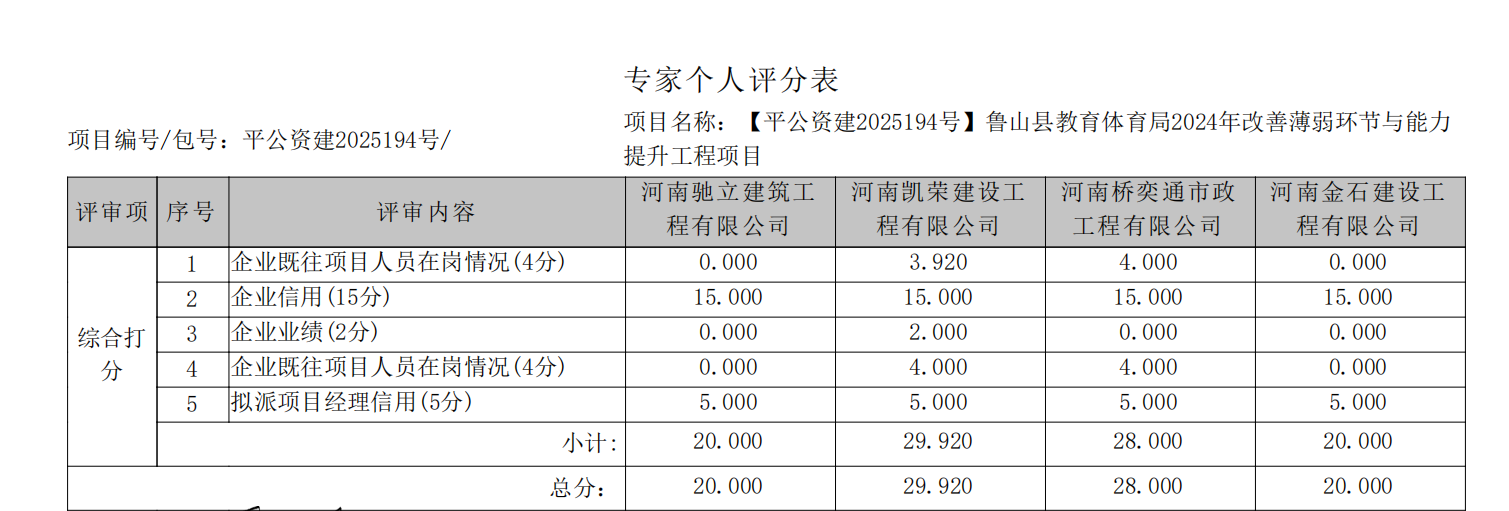 专家个人评分表
项目编号/包号：平公资建2025194号/
项目名称：【平公资建2025194号】鲁山县教育体育局2024年改善薄弱环节与能力
提升工程项目
评审项 序号 评审内容 河南驰立建筑工程有限公司 河南凯荣建设工程有限公司 河南桥奕通市政工程有限公司 河南金石建设工程有限公司
综合打分
1 企业既往项目人员在岗情况(4分) 0.000 3.920 4.000 0.000
2 企业信用(15分) 15.000 15.000 15.000 15.000
3 企业业绩(2分) 0.000 2.000 0.000 0.000
4 企业既往项目人员在岗情况(4分) 0.000 4.000 4.000 0.000
5 拟派项目经理信用(5分) 5.000 5.000 5.000 5.000
小计: 20.000 29.920 28.000 20.000
总分： 20.000 29.920 28.000 20.000